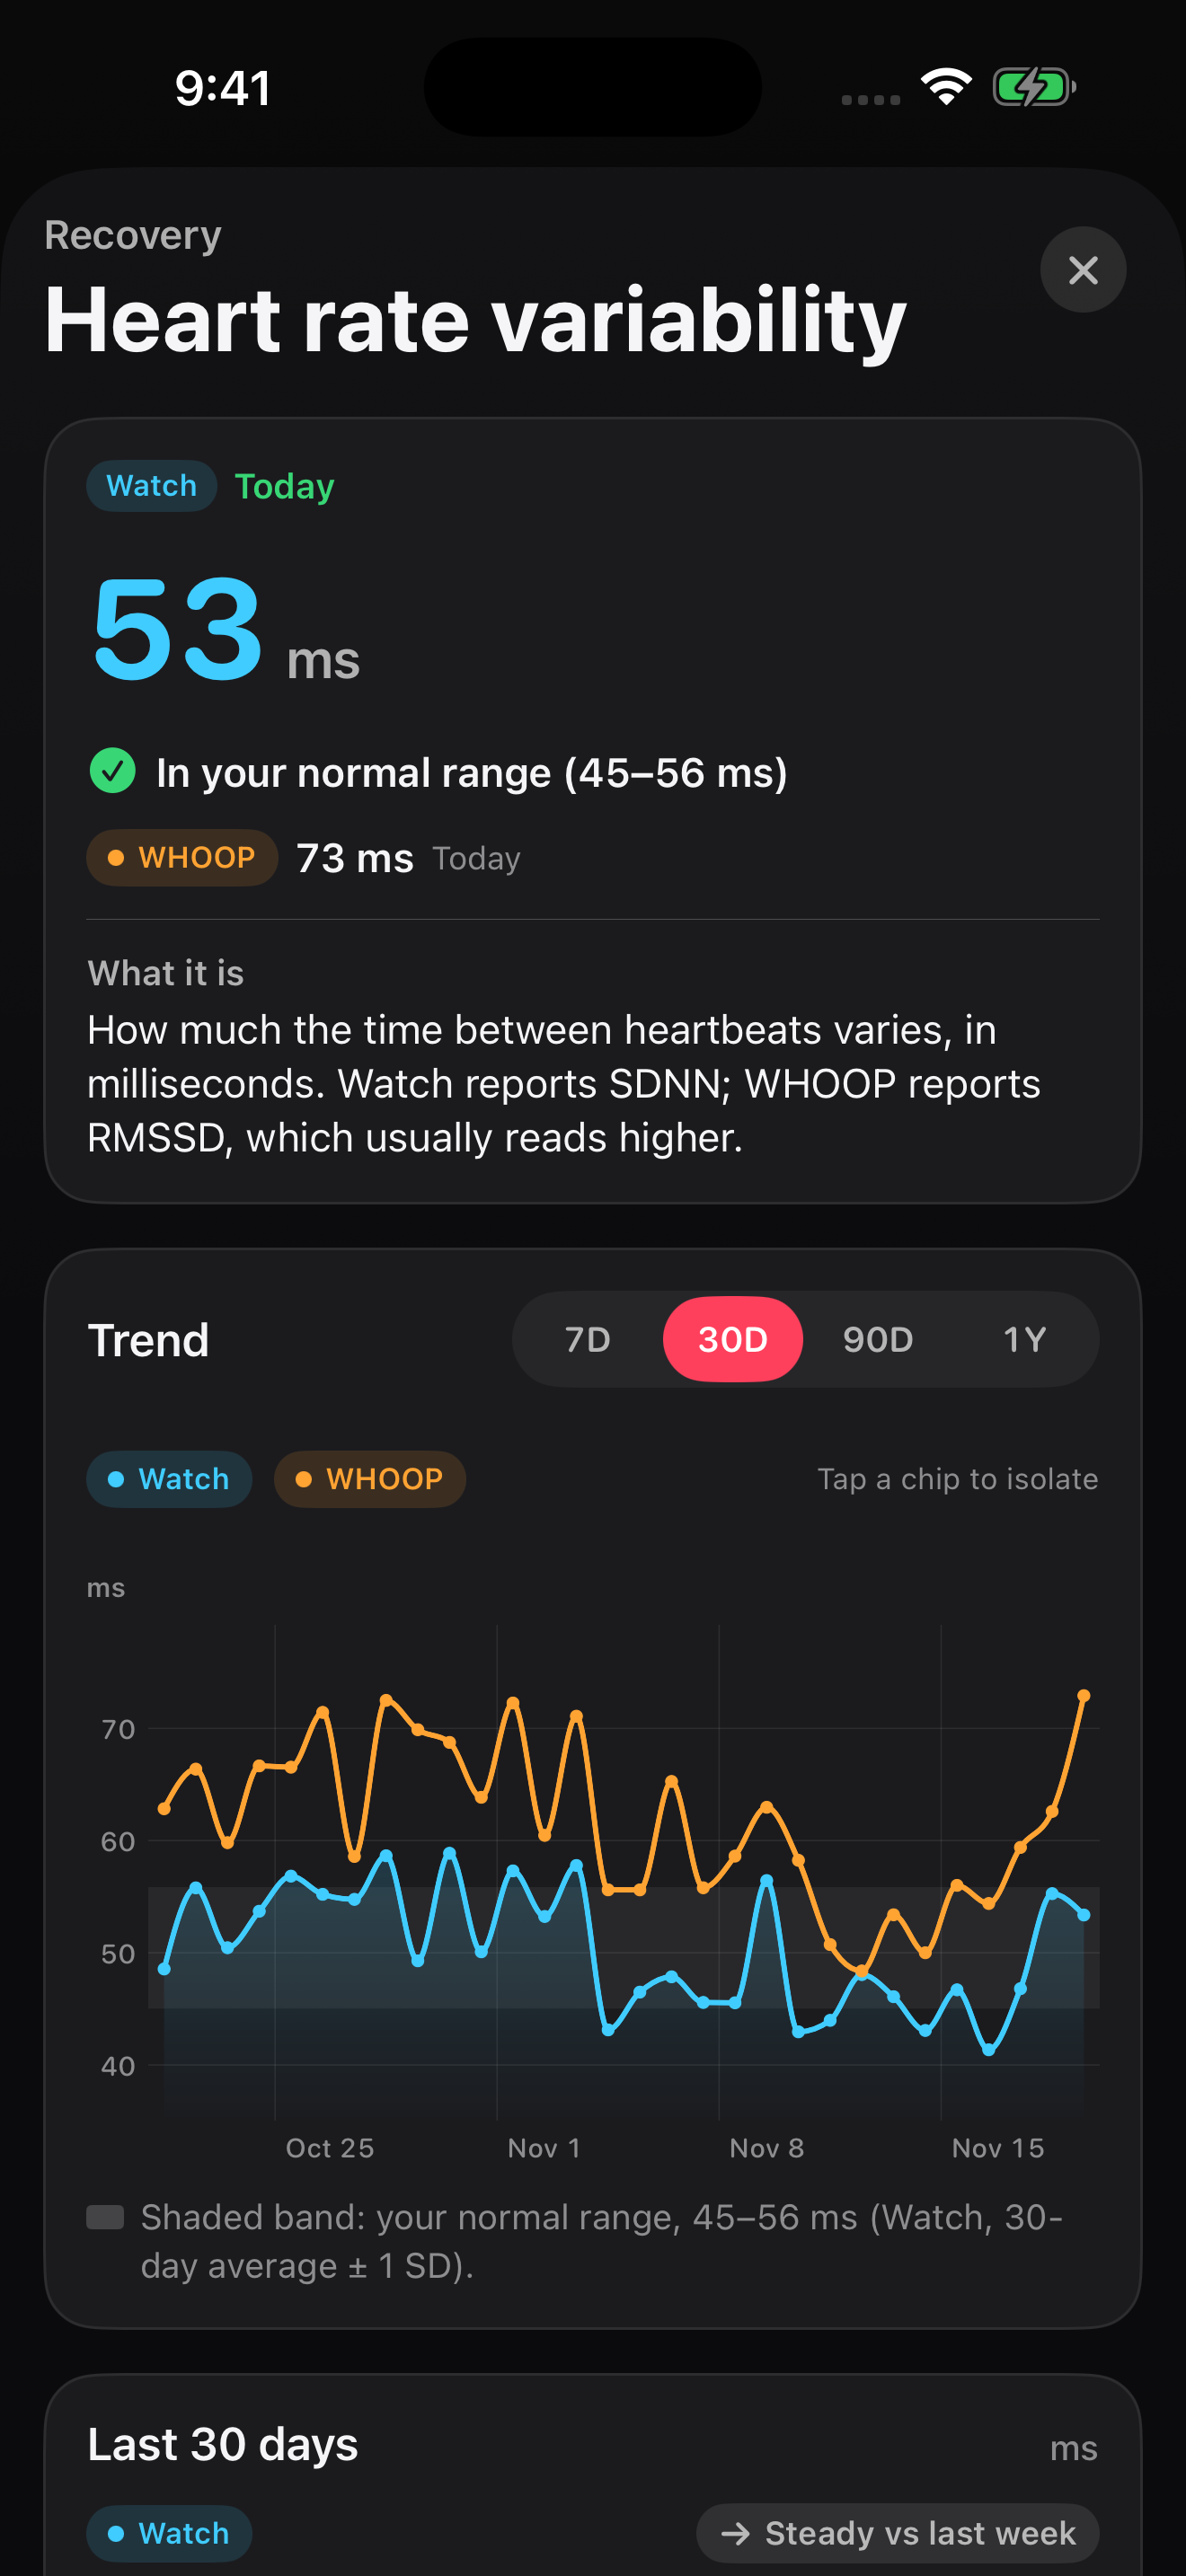 9:41
Recovery
Heart rate variability
Watch Today
53 ms
In your normal range (45–56 ms)
WHOOP 73 ms Today
What it is
How much the time between heartbeats varies, in
milliseconds. Watch reports SDNN; WHOOP reports
RMSSD, which usually reads higher.
Trend 7D 30D 90D 1Y
Watch WHOOP Tap a chip to isolate
ms
70
60
50
40
Oct 25 Nov 1 Nov 8 Nov 15
Shaded band: your normal range, 45–56 ms (Watch, 30-
day average ± 1 SD).
Last 30 days ms
Watch → Steady vs last week